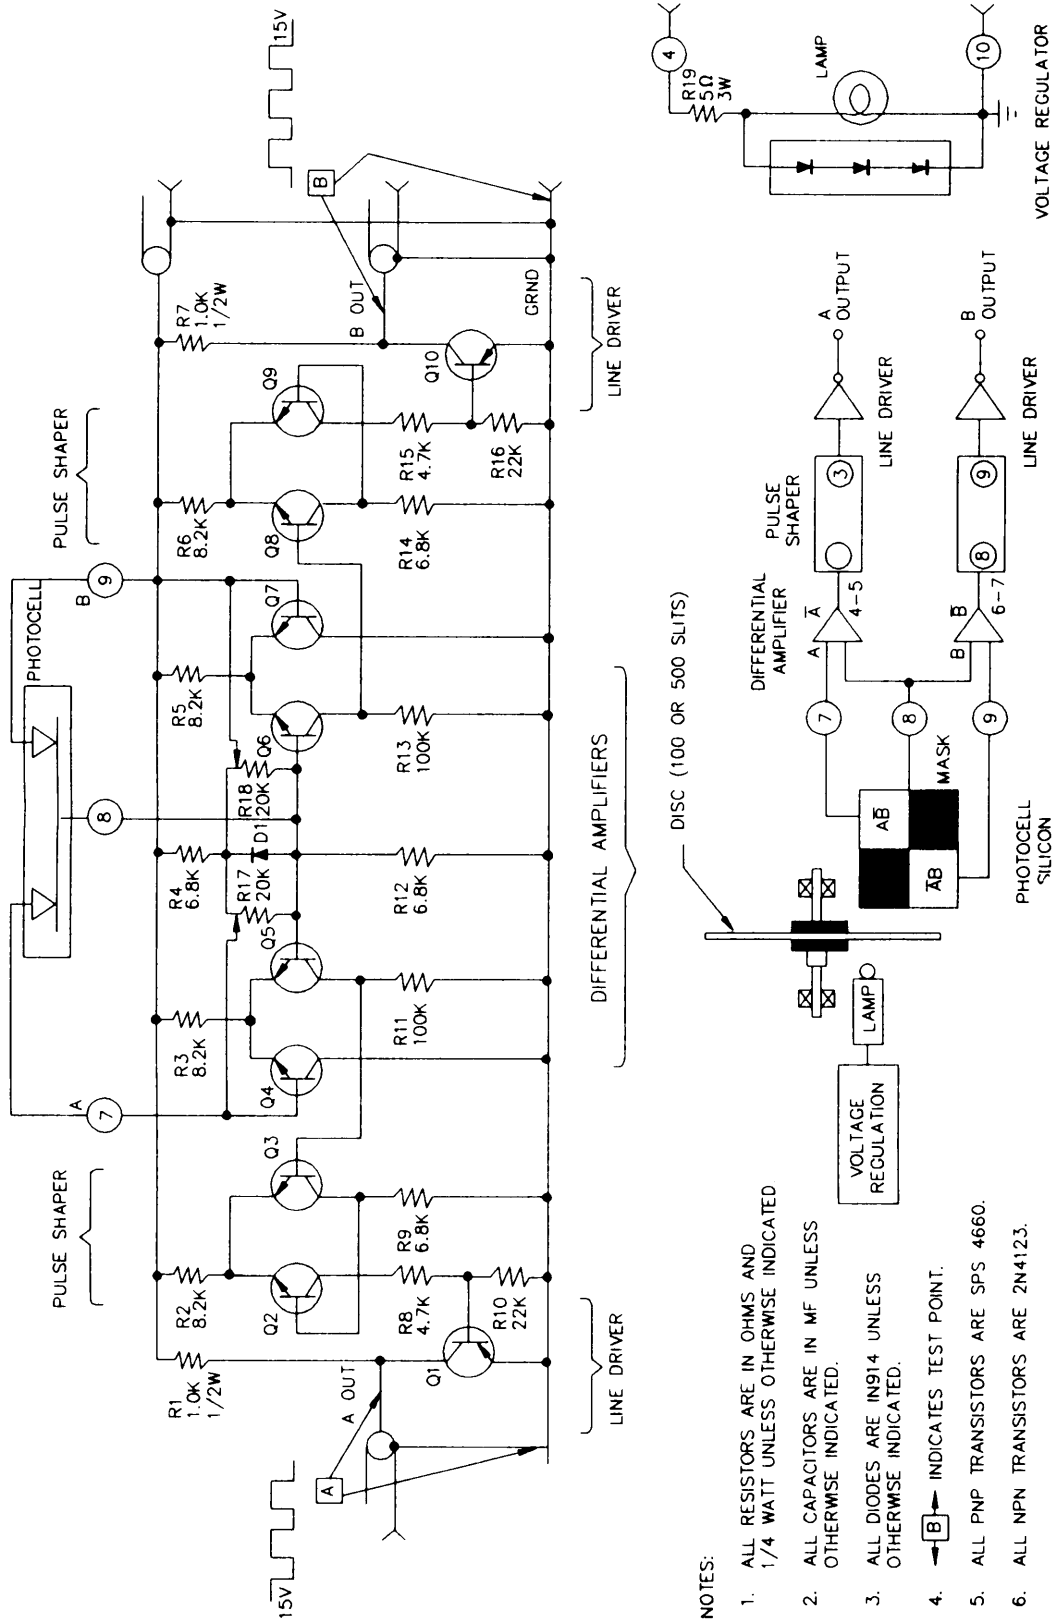 15V
15V
PULSE SHAPER
PHOTOCELL
PULSE SHAPER
A
7
8
B
9
R1
1.0K
1/2W
R2
8.2K
R3
8.2K
R4
6.8K
R5
8.2K
R6
8.2K
R7
1.0K
1/2W
Q2
Q3
Q4
Q5
R17
20K
D1
R18
20K
Q6
Q7
Q8
Q9
A
A OUT
Q1
R8
4.7K
R9
6.8K
R10
22K
R11
100K
R12
6.8K
R13
100K
R14
6.8K
R15
4.7K
R16
22K
Q10
B OUT
B
GRND
LINE DRIVER
DIFFERENTIAL AMPLIFIERS
LINE DRIVER
NOTES:
1. ALL RESISTORS ARE IN OHMS AND
1/4 WATT UNLESS OTHERWISE INDICATED
2. ALL CAPACITORS ARE IN MF UNLESS
OTHERWISE INDICATED.
3. ALL DIODES ARE IN914 UNLESS
OTHERWISE INDICATED.
4. B INDICATES TEST POINT.
5. ALL PNP TRANSISTORS ARE SPS 4660.
6. ALL NPN TRANSISTORS ARE 2N4123.
DISC (100 OR 500 SLITS)
VOLTAGE
REGULATION
LAMP
AB̅
A̅B
MASK
PHOTOCELL
SILICON
7
8
9
DIFFERENTIAL
AMPLIFIER
A
A̅
4-5
B
B̅
6-7
PULSE
SHAPER
3
8
9
LINE DRIVER
LINE DRIVER
A
OUTPUT
B
OUTPUT
4
R19
5Ω
3W
LAMP
10
VOLTAGE REGULATOR